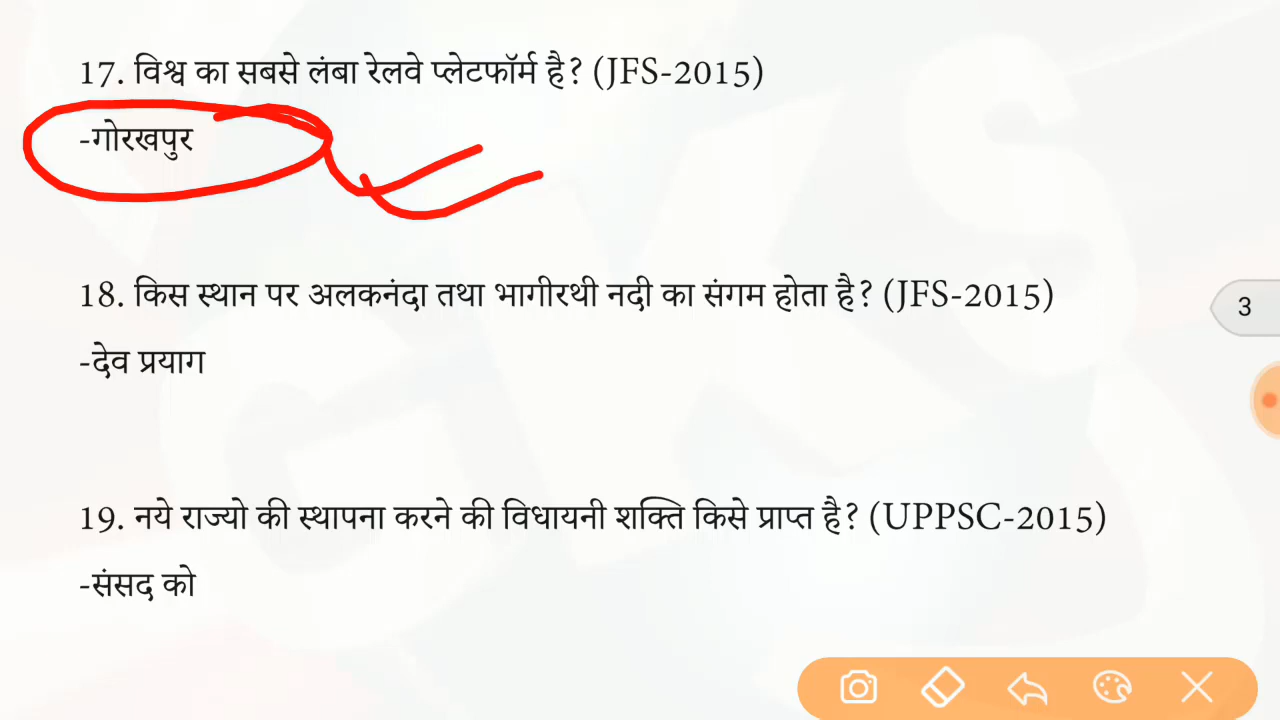 17. विश्व का सबसे लंबा रेलवे प्लेटफॉर्म है? (JFS-2015)
-गोरखपुर
18. किस स्थान पर अलकनंदा तथा भागीरथी नदी का संगम होता है? (JFS-2015)
3
-देव प्रयाग
19. नये राज्यो की स्थापना करने की विधायनी शक्ति किसे प्राप्त है? (UPPSC-2015)
-संसद को